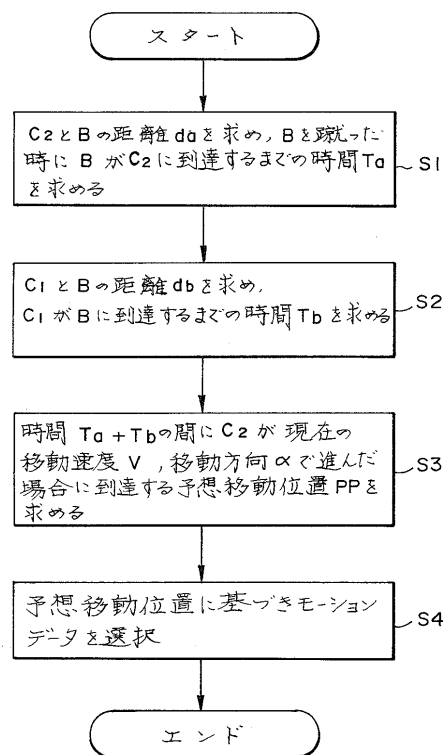 スタート
C2とBの距離daを求め,Bを蹴った
時にBがC2に到達するまでの時間Ta
を求める
S1
C1とBの距離dbを求め,
C1がBに到達するまでの時間Tbを求める
S2
時間 Ta+Tbの間にC2が現在の
移動速度V,移動方向αで進んだ
場合に到達する予想移動位置PPを
求める
S3
予想移動位置に基づきモーション
データを選択
S4
エンド